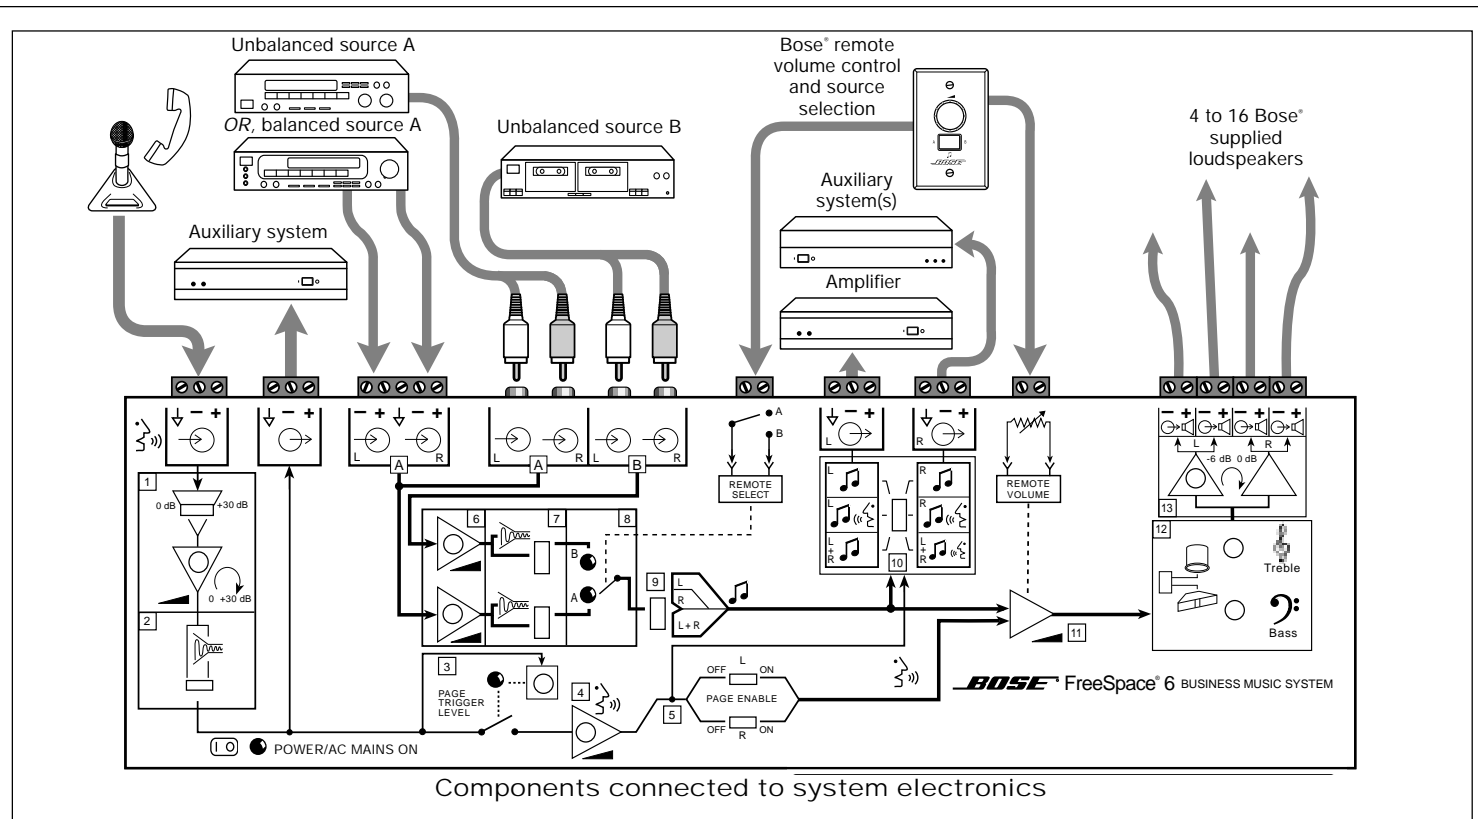 Unbalanced source A
OR, balanced source A
Unbalanced source B
Bose® remote
volume control
and source
selection
A B
BOSE
4 to 16 Bose®
supplied
loudspeakers
Auxiliary system
Auxiliary
system(s)
Amplifier
− +
− +
− + − +
L R
A
L R
A
L R
B
A
B
REMOTE
SELECT
− +
L
− +
R
REMOTE
VOLUME
− + − + − + − +
L R
-6 dB 0 dB
13
1
0 dB +30 dB
0 +30 dB
2
6 7 8
B
A
9
L
R
L+R
L R
L R
L
+
R
L
+
R
10
11
12
Treble
Bass
3
PAGE
TRIGGER
LEVEL
4
5
L
OFF ON
PAGE ENABLE
OFF ON
R
BOSE® FreeSpace® 6 BUSINESS MUSIC SYSTEM
I O POWER/AC MAINS ON
Components connected to system electronics